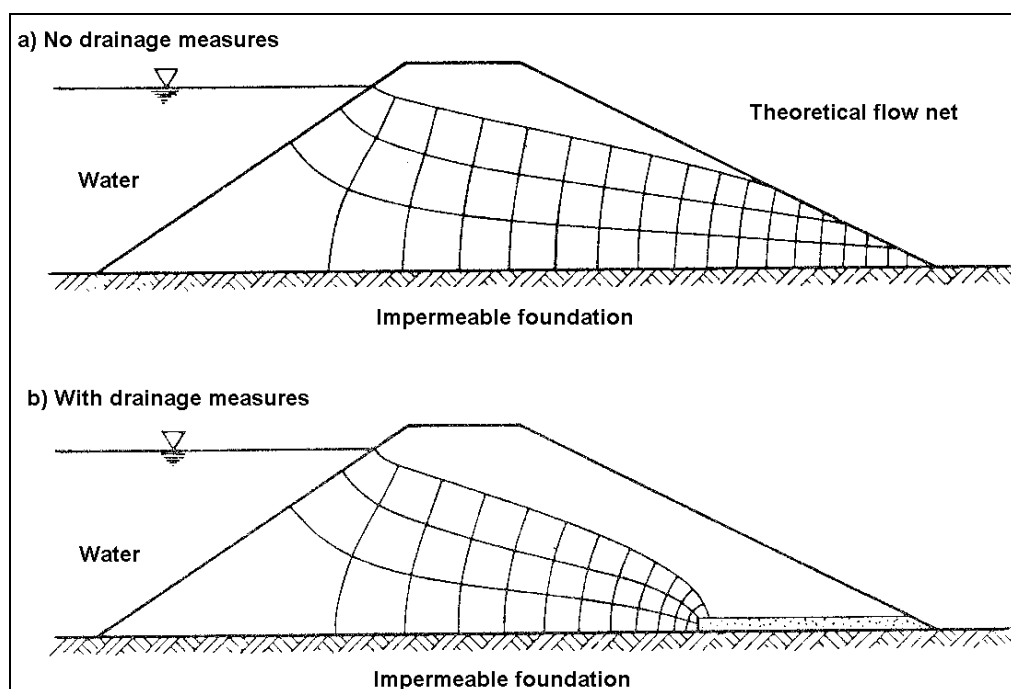 a) No drainage measures
Theoretical flow net
Water
Impermeable foundation
b) With drainage measures
Water
Impermeable foundation